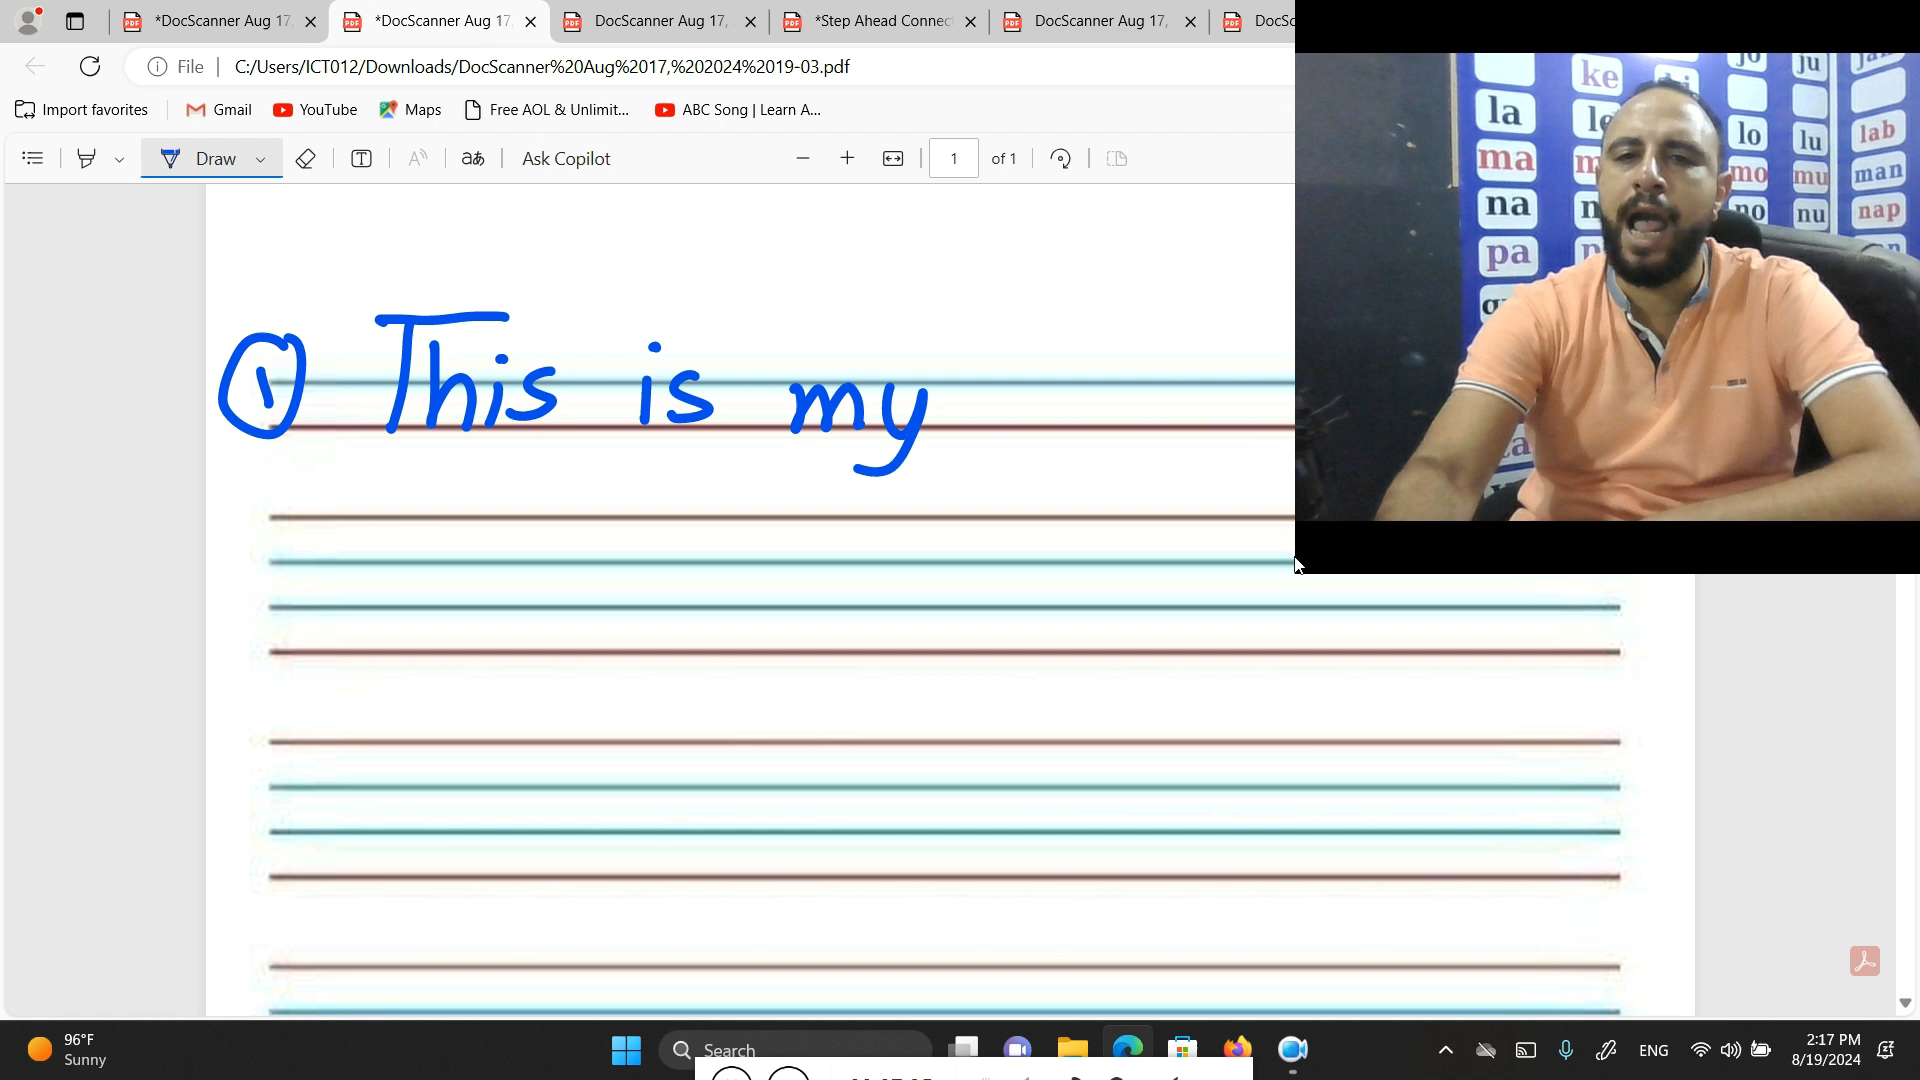 *DocScanner Aug 17, *DocScanner Aug 17, DocScanner Aug 17, *Step Ahead Connec DocScanner Aug 17, DocSc
File C:/Users/ICT012/Downloads/DocScanner%20Aug%2017,%202024%2019-03.pdf
Import favorites Gmail YouTube Maps Free AOL & Unlimit... ABC Song | Learn A...
Draw T A aあ Ask Copilot 1 of 1
ke jo ju
la lo lu lab
ma mo mu man
na no nu nap
pa
① This is my
96°F
Sunny
Search
ENG
2:17 PM
8/19/2024